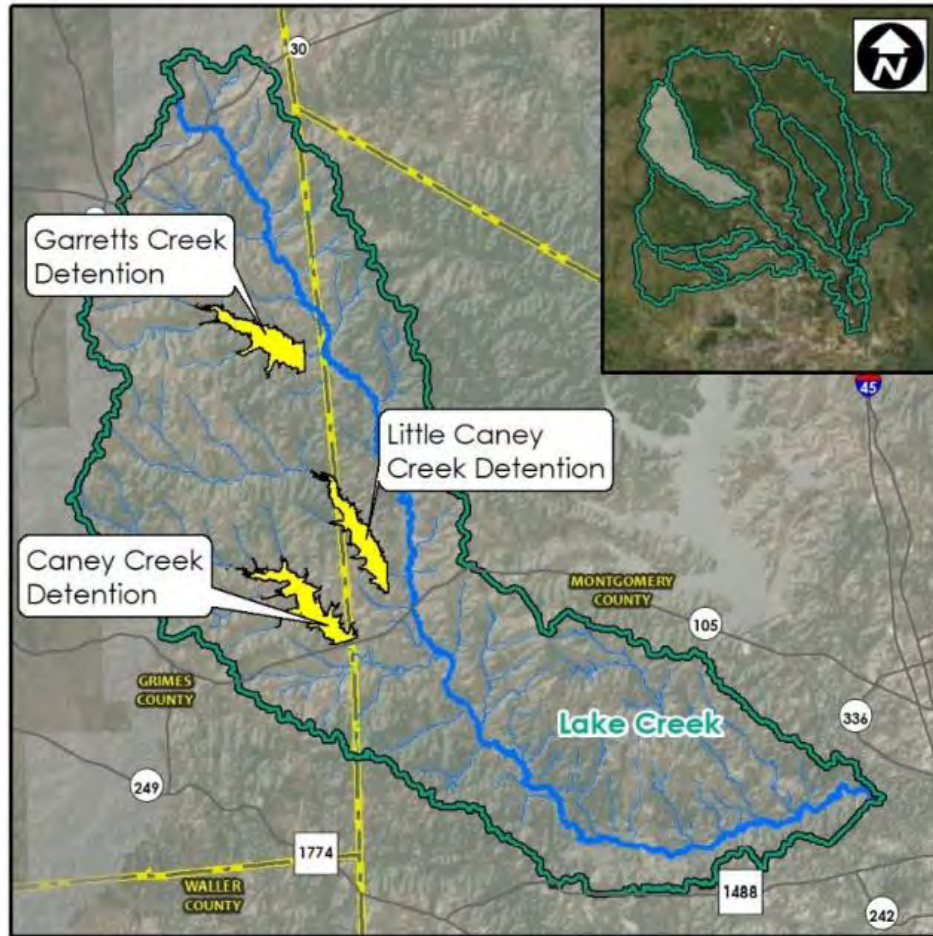 30
N
Garretts Creek
Detention
45
Little Caney
Creek Detention
Caney Creek
Detention
MONTGOMERY
COUNTY
105
GRIMES
COUNTY
Lake Creek
336
249
1774
WALLER
COUNTY
1488
242